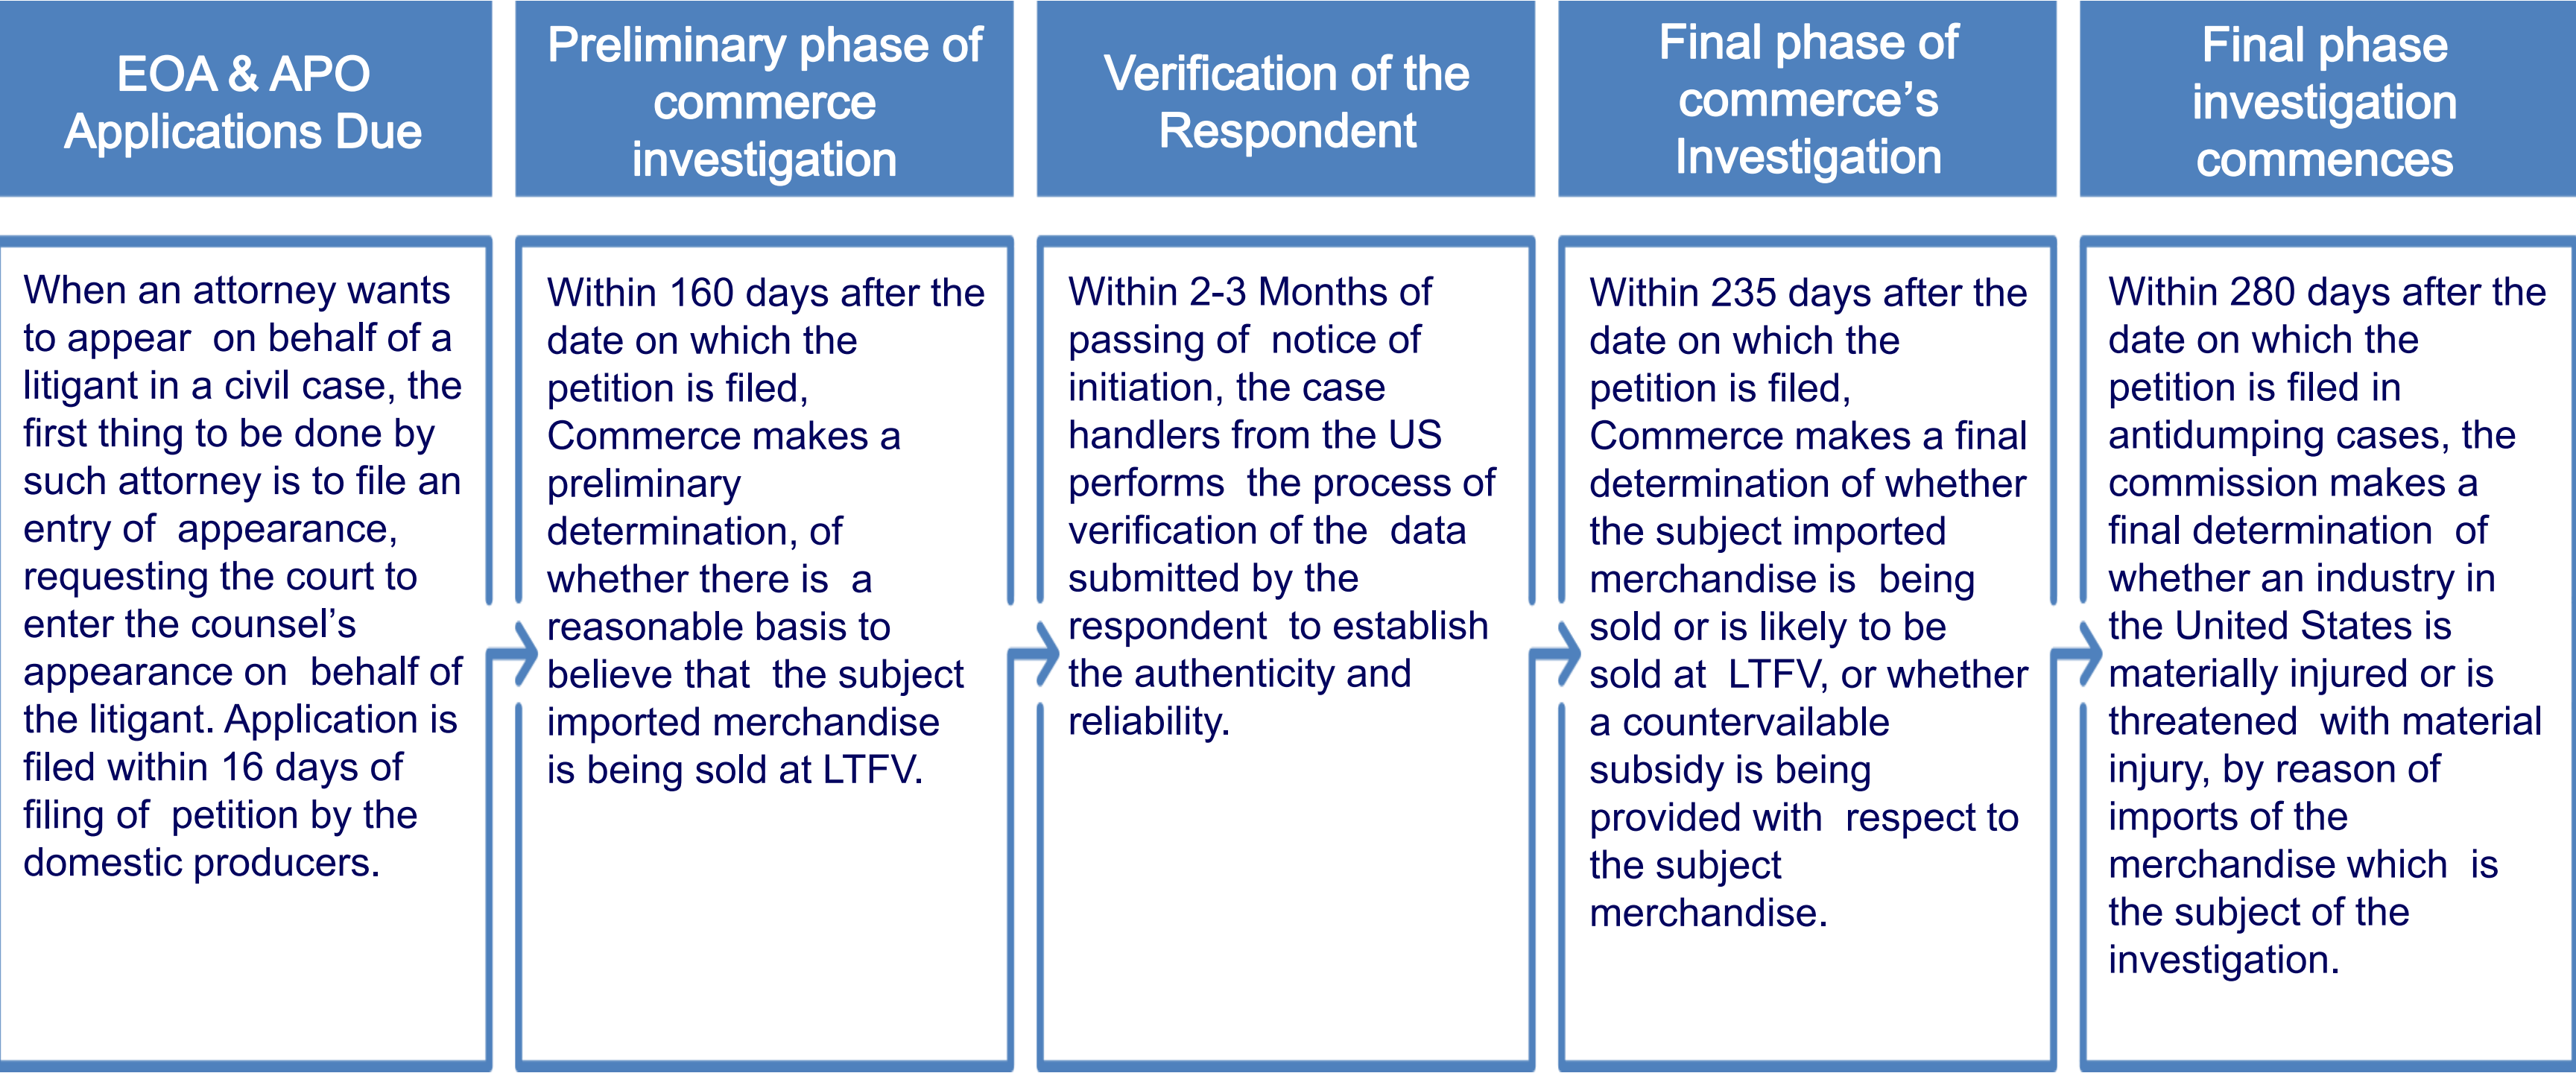 EOA & APO
Applications Due
When an attorney wants
to appear on behalf of a
litigant in a civil case, the
first thing to be done by
such attorney is to file an
entry of appearance,
requesting the court to
enter the counsel’s
appearance on behalf of
the litigant. Application is
filed within 16 days of
filing of petition by the
domestic producers.
Preliminary phase of
commerce
investigation
Within 160 days after the
date on which the
petition is filed,
Commerce makes a
preliminary
determination, of
whether there is a
reasonable basis to
believe that the subject
imported merchandise
is being sold at LTFV.
Verification of the
Respondent
Within 2-3 Months of
passing of notice of
initiation, the case
handlers from the US
performs the process of
verification of the data
submitted by the
respondent to establish
the authenticity and
reliability.
Final phase of
commerce’s
Investigation
Within 235 days after the
date on which the
petition is filed,
Commerce makes a final
determination of whether
the subject imported
merchandise is being
sold or is likely to be
sold at LTFV, or whether
a countervailable
subsidy is being
provided with respect to
the subject
merchandise.
Final phase
investigation
commences
Within 280 days after the
date on which the
petition is filed in
antidumping cases, the
commission makes a
final determination of
whether an industry in
the United States is
materially injured or is
threatened with material
injury, by reason of
imports of the
merchandise which is
the subject of the
investigation.